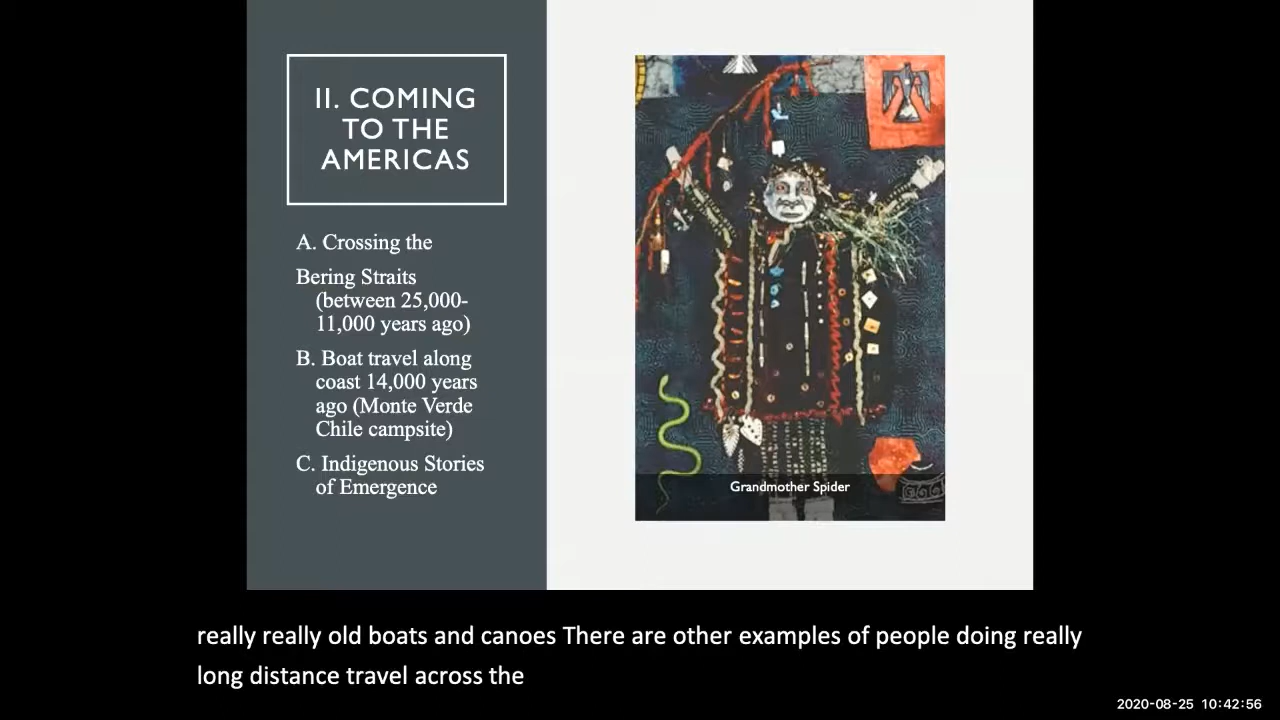 II. COMING
TO THE
AMERICAS
A. Crossing the
Bering Straits
(between 25,000-
11,000 years ago)
B. Boat travel along
coast 14,000 years
ago (Monte Verde
Chile campsite)
C. Indigenous Stories
of Emergence
Grandmother Spider
really really old boats and canoes There are other examples of people doing really
long distance travel across the
2020-08-25 10:42:56